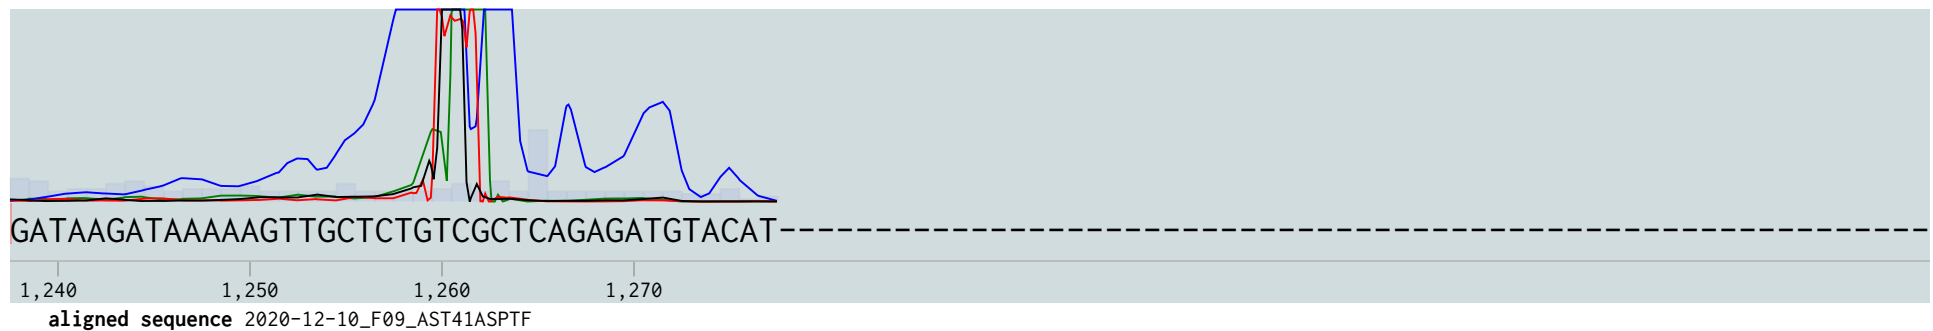 GATAAGATAAAAAGTTGCTCTGTCGCTCAGAGATGTACAT------------------------------------------------------------
1,240 1,250 1,260 1,270
aligned sequence 2020-12-10_F09_AST41ASPTF